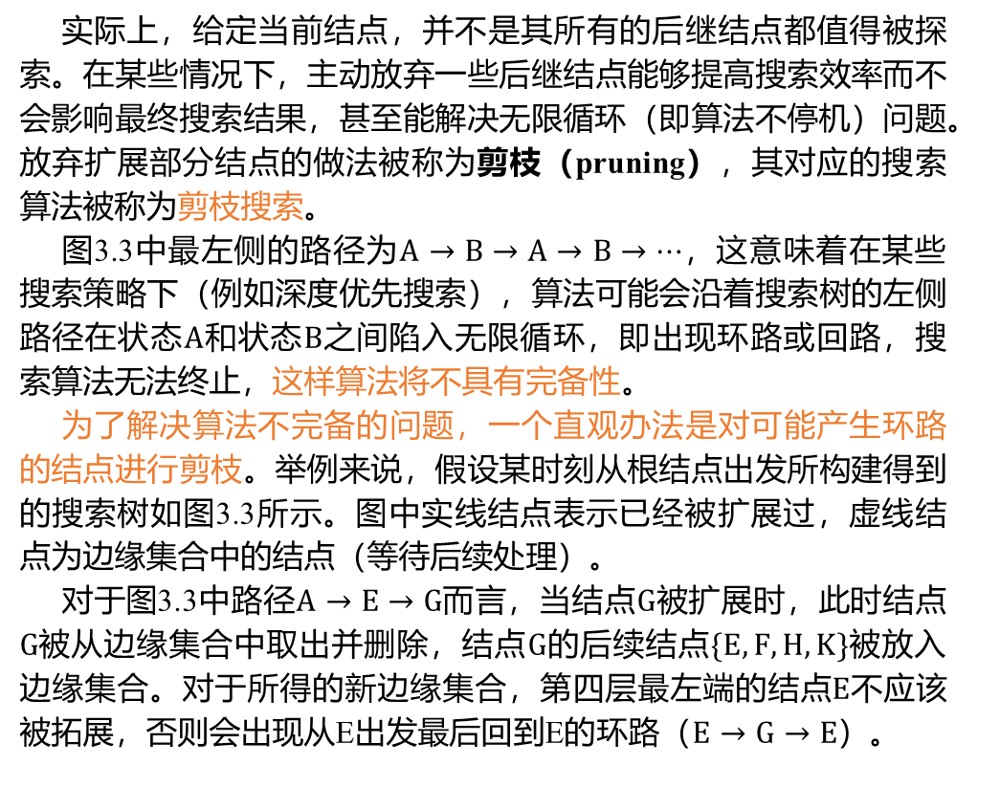 实际上，给定当前结点，并不是其所有的后继结点都值得被探
索。在某些情况下，主动放弃一些后继结点能够提高搜索效率而不
会影响最终搜索结果，甚至能解决无限循环（即算法不停机）问题。
放弃扩展部分结点的做法被称为剪枝（pruning），其对应的搜索
算法被称为剪枝搜索。
图3.3中最左侧的路径为A → B → A → B → ⋯，这意味着在某些
搜索策略下（例如深度优先搜索），算法可能会沿着搜索树的左侧
路径在状态A和状态B之间陷入无限循环，即出现环路或回路，搜
索算法无法终止，这样算法将不具有完备性。
为了解决算法不完备的问题，一个直观办法是对可能产生环路
的结点进行剪枝。举例来说，假设某时刻从根结点出发所构建得到
的搜索树如图3.3所示。图中实线结点表示已经被扩展过，虚线结
点为边缘集合中的结点（等待后续处理）。
对于图3.3中路径A → E → G而言，当结点G被扩展时，此时结点
G被从边缘集合中取出并删除，结点G的后续结点{E, F, H, K}被放入
边缘集合。对于所得的新边缘集合，第四层最左端的结点E不应该
被拓展，否则会出现从E出发最后回到E的环路（E → G → E）。